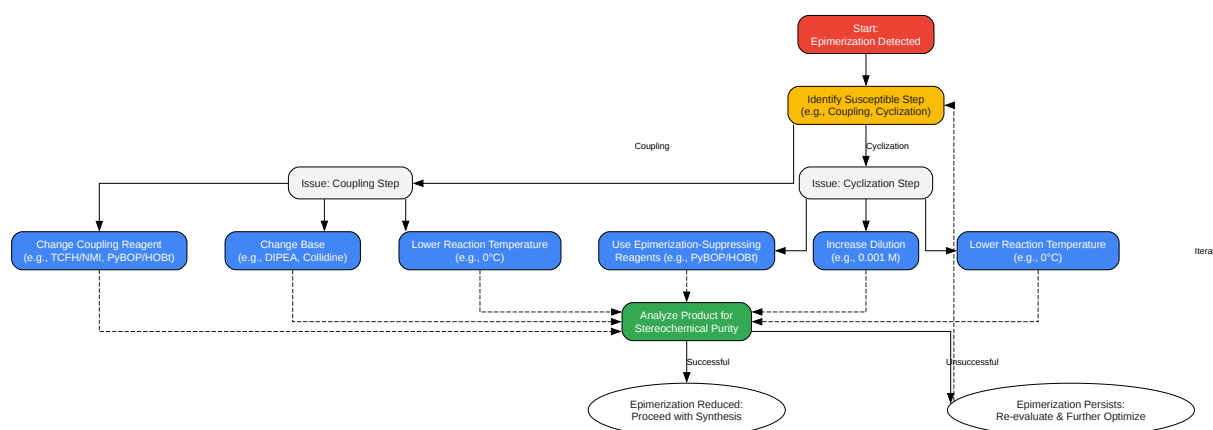 Start:
Epimerization Detected
Identify Susceptible Step
(e.g., Coupling, Cyclization)
Coupling
Cyclization
Issue: Coupling Step
Issue: Cyclization Step
Change Coupling Reagent
(e.g., TCFH/NMI, PyBOP/HOBt)
Change Base
(e.g., DIPEA, Collidine)
Lower Reaction Temperature
(e.g., 0°C)
Use Epimerization-Suppressing
Reagents (e.g., PyBOP/HOBt)
Increase Dilution
(e.g., 0.001 M)
Lower Reaction Temperature
(e.g., 0°C)
Itera
Analyze Product for
Stereochemical Purity
Successful
Unsuccessful
Epimerization Reduced:
Proceed with Synthesis
Epimerization Persists:
Re-evaluate & Further Optimize